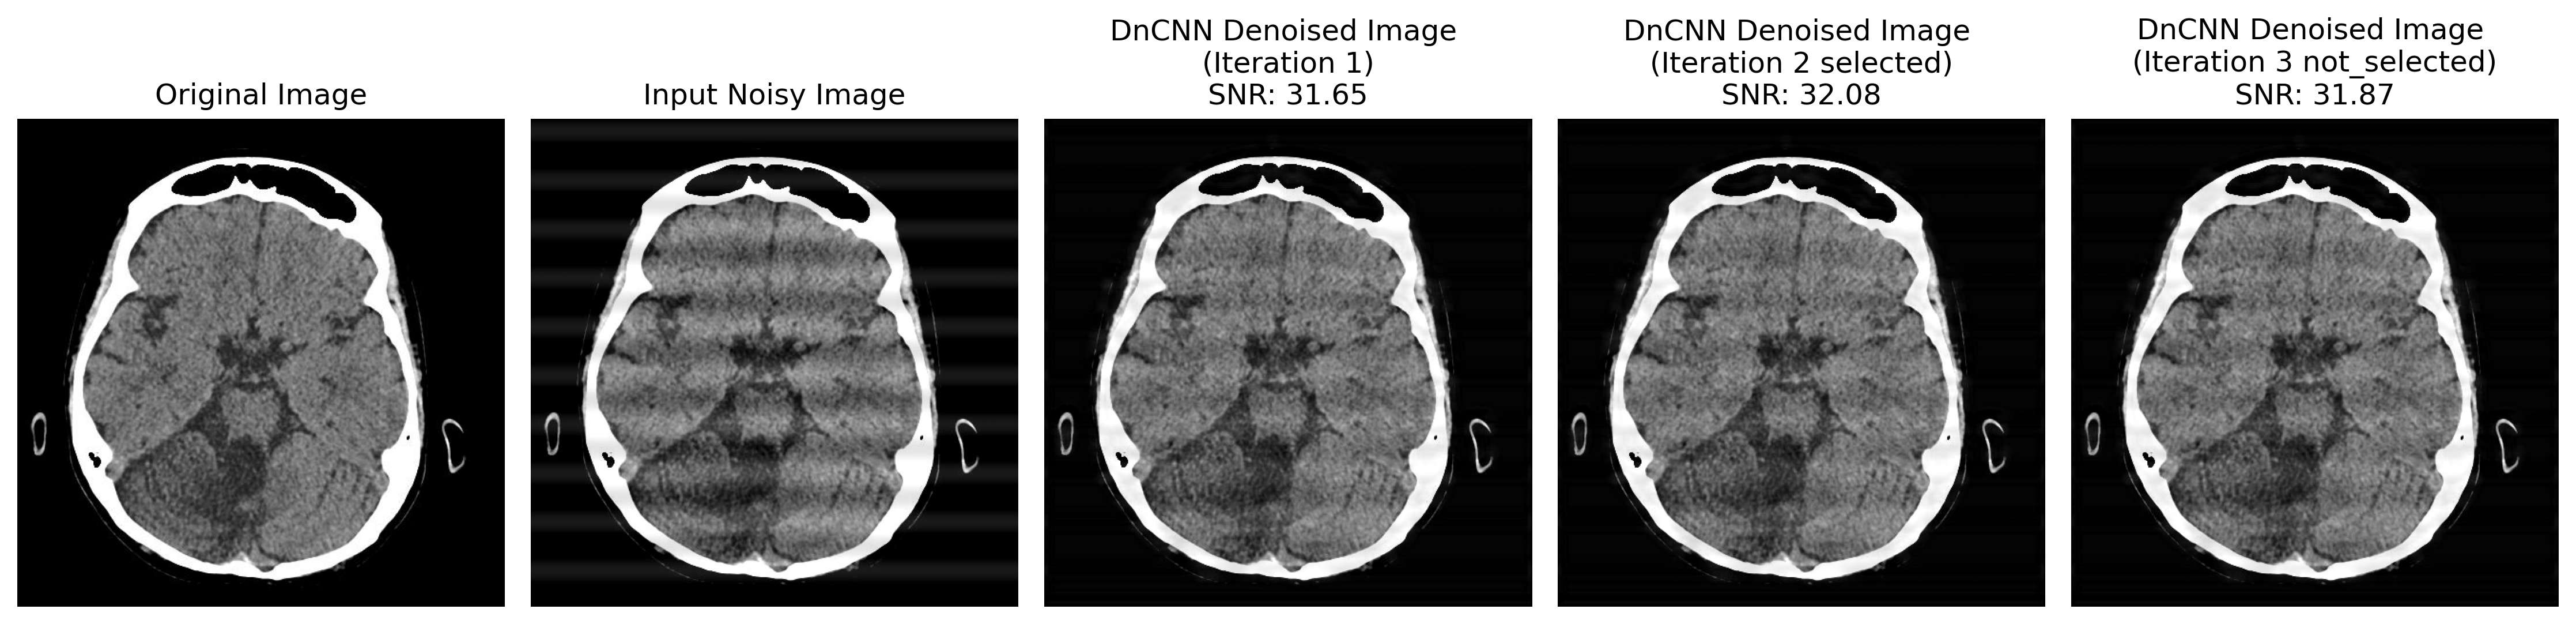 Original Image
Input Noisy Image
DnCNN Denoised Image
(Iteration 1)
SNR: 31.65
DnCNN Denoised Image
(Iteration 2 selected)
SNR: 32.08
DnCNN Denoised Image
(Iteration 3 not_selected)
SNR: 31.87